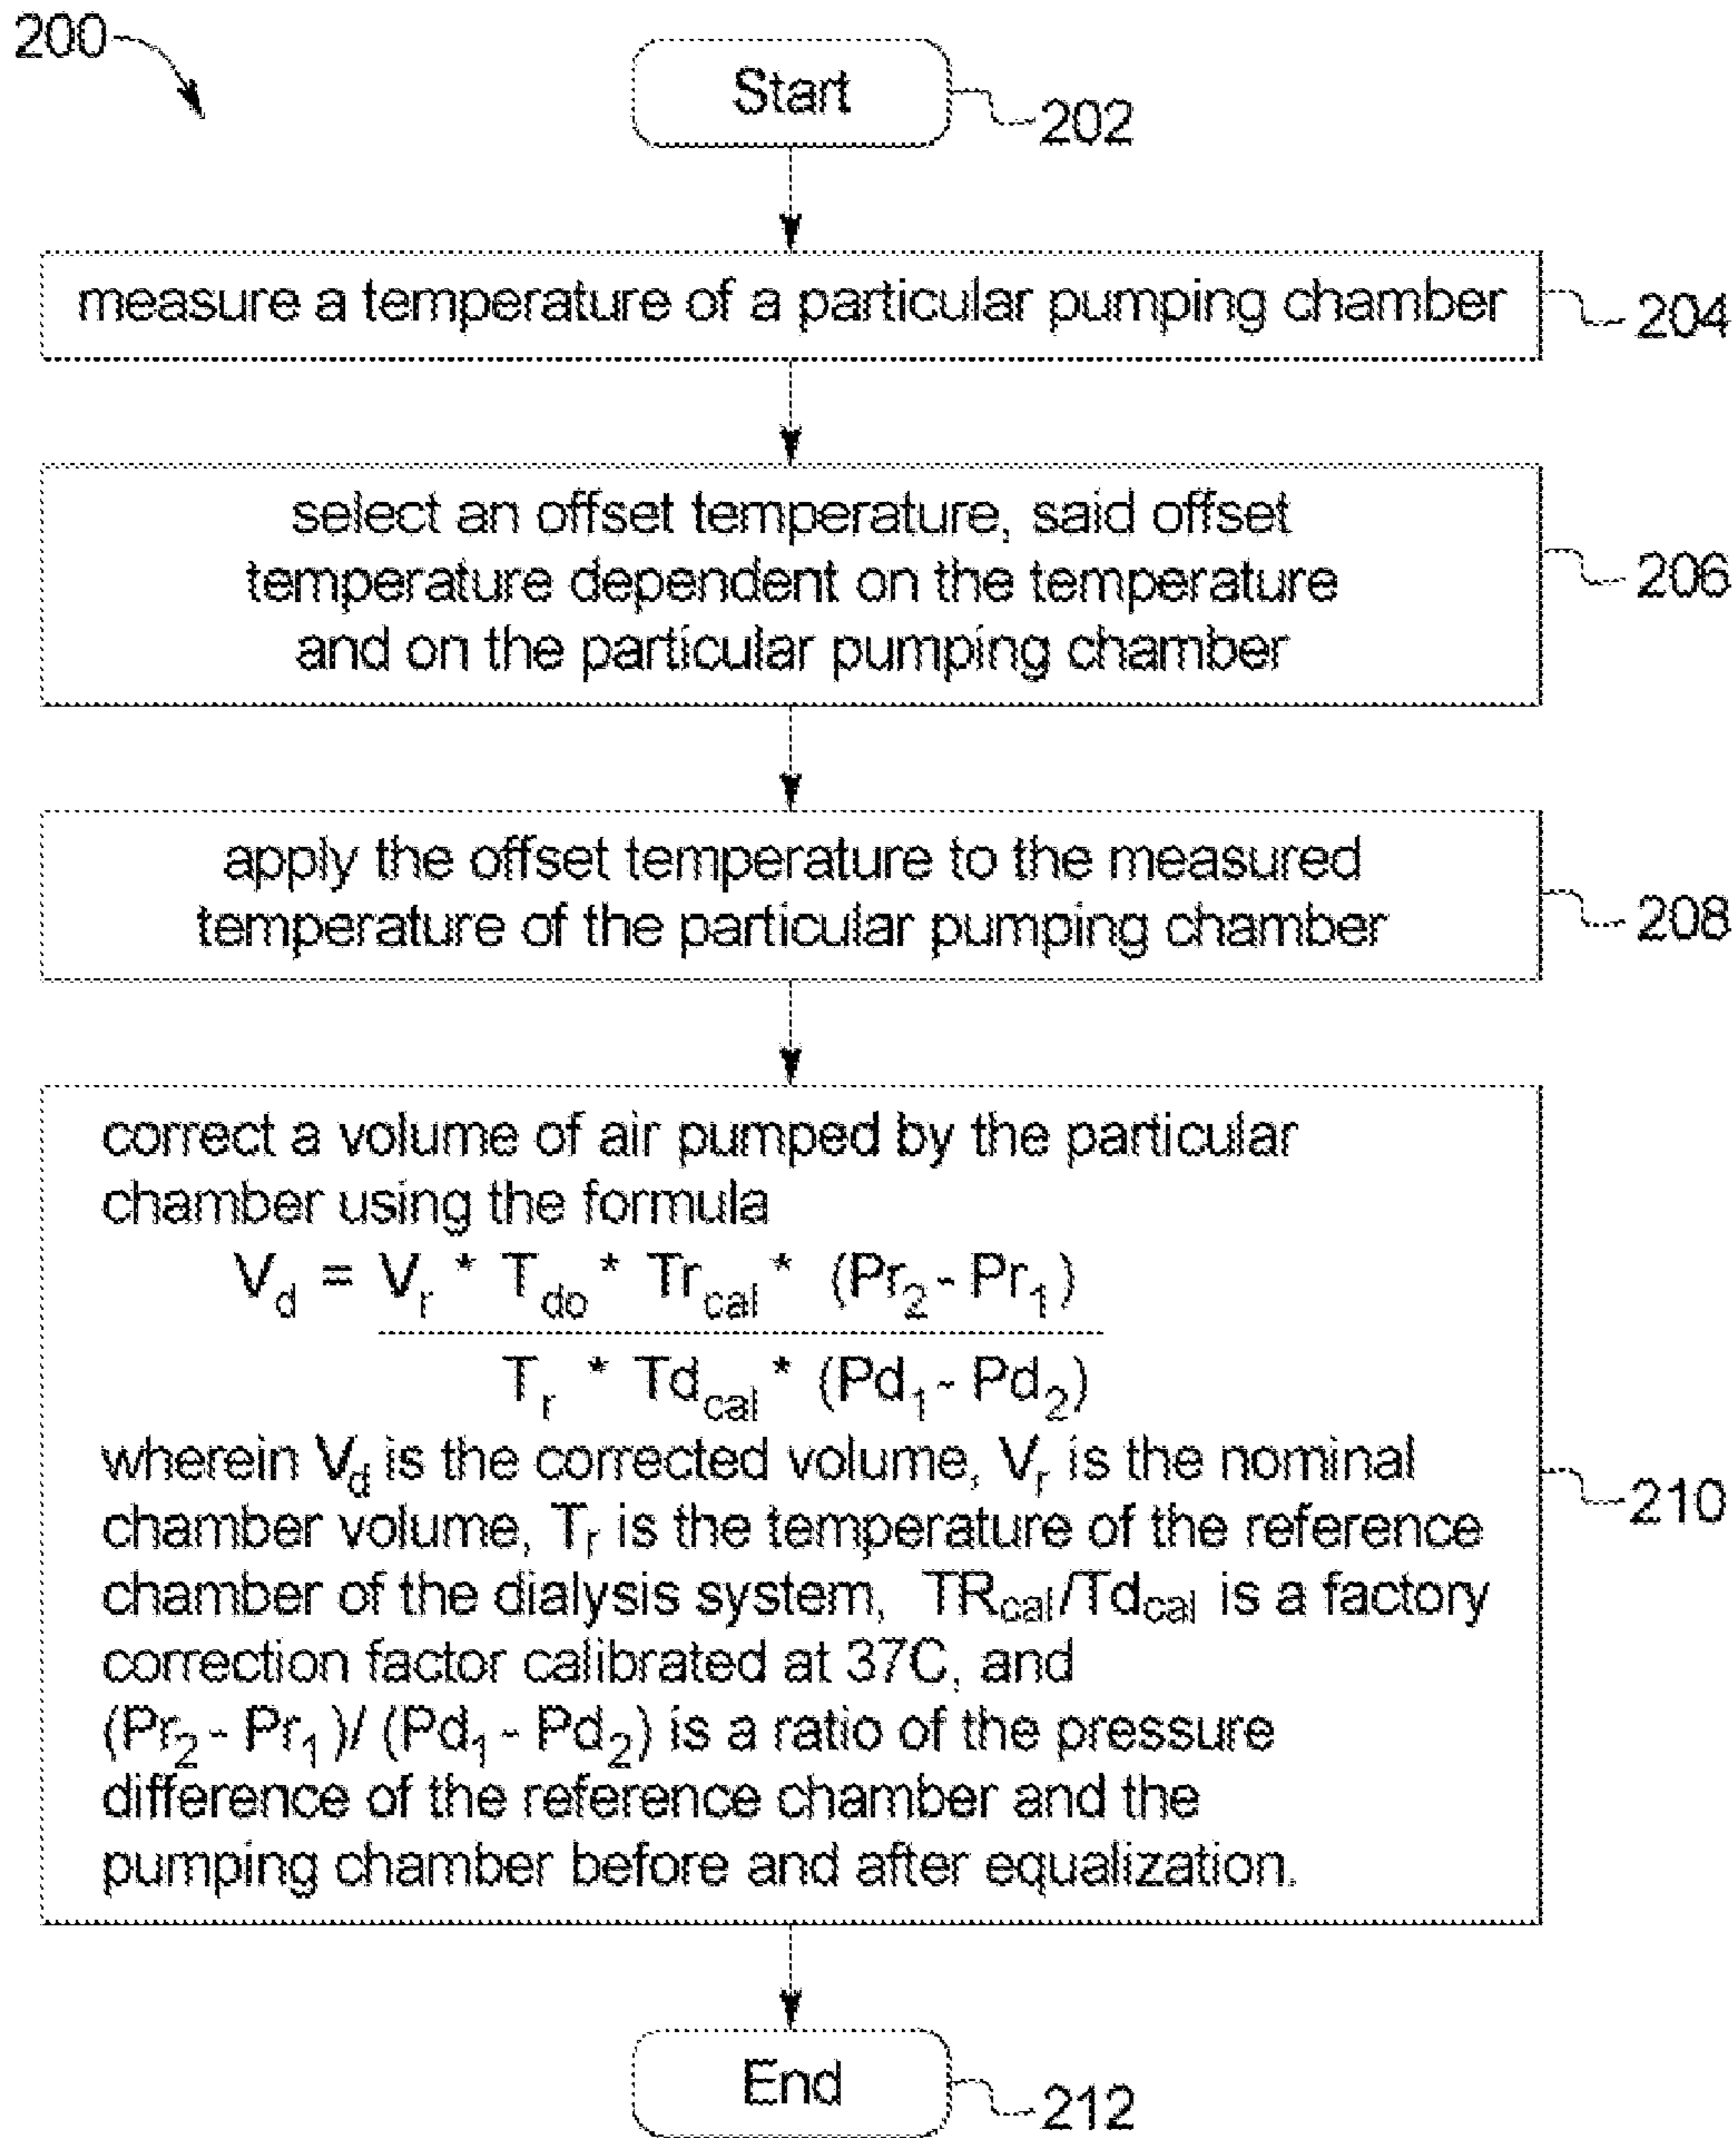 200
Start
202
measure a temperature of a particular pumping chamber
204
select an offset temperature, said offset
temperature dependent on the temperature
and on the particular pumping chamber
206
apply the offset temperature to the measured
temperature of the particular pumping chamber
208
correct a volume of air pumped by the particular
chamber using the formula
V_d = V_r * T_do * Tr_cal * (Pr_2 - Pr_1)
T_r * Td_cal * (Pd_1 - Pd_2)
wherein V_d is the corrected volume, V_r is the nominal
chamber volume, T_r is the temperature of the reference
chamber of the dialysis system, TR_cal/Td_cal is a factory
correction factor calibrated at 37C, and
(Pr_2 - Pr_1)/ (Pd_1 - Pd_2) is a ratio of the pressure
difference of the reference chamber and the
pumping chamber before and after equalization.
210
End
212